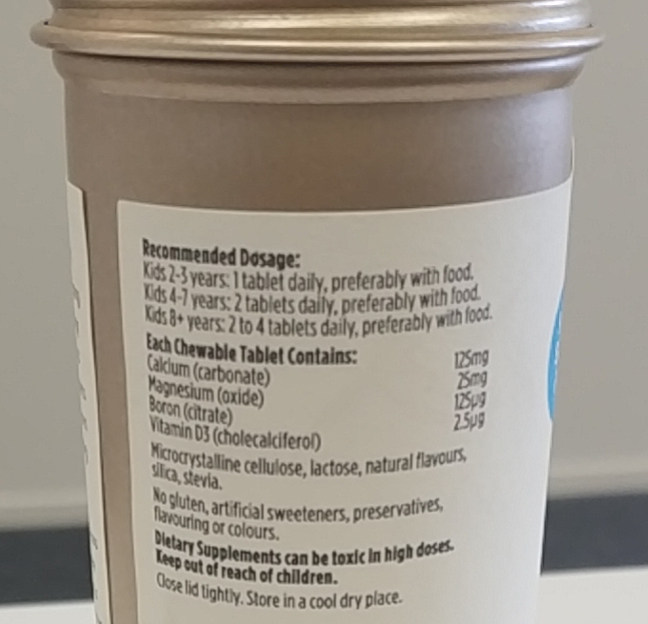 Recommended Dosage:
Kids 2-3 years: 1 tablet daily, preferably with food.
Kids 4-7 years: 2 tablets daily, preferably with food.
Kids 8+ years: 2 to 4 tablets daily, preferably with food.
Each Chewable Tablet Contains:
Calcium (carbonate) 125mg
Magnesium (oxide) 25mg
Boron (citrate) 125µg
Vitamin D3 (cholecalciferol) 2.5µg
Microcrystalline cellulose, lactose, natural flavours,
silica, stevia.
No gluten, artificial sweeteners, preservatives,
flavouring or colours.
Dietary Supplements can be toxic in high doses.
Keep out of reach of children.
Close lid tightly. Store in a cool dry place.